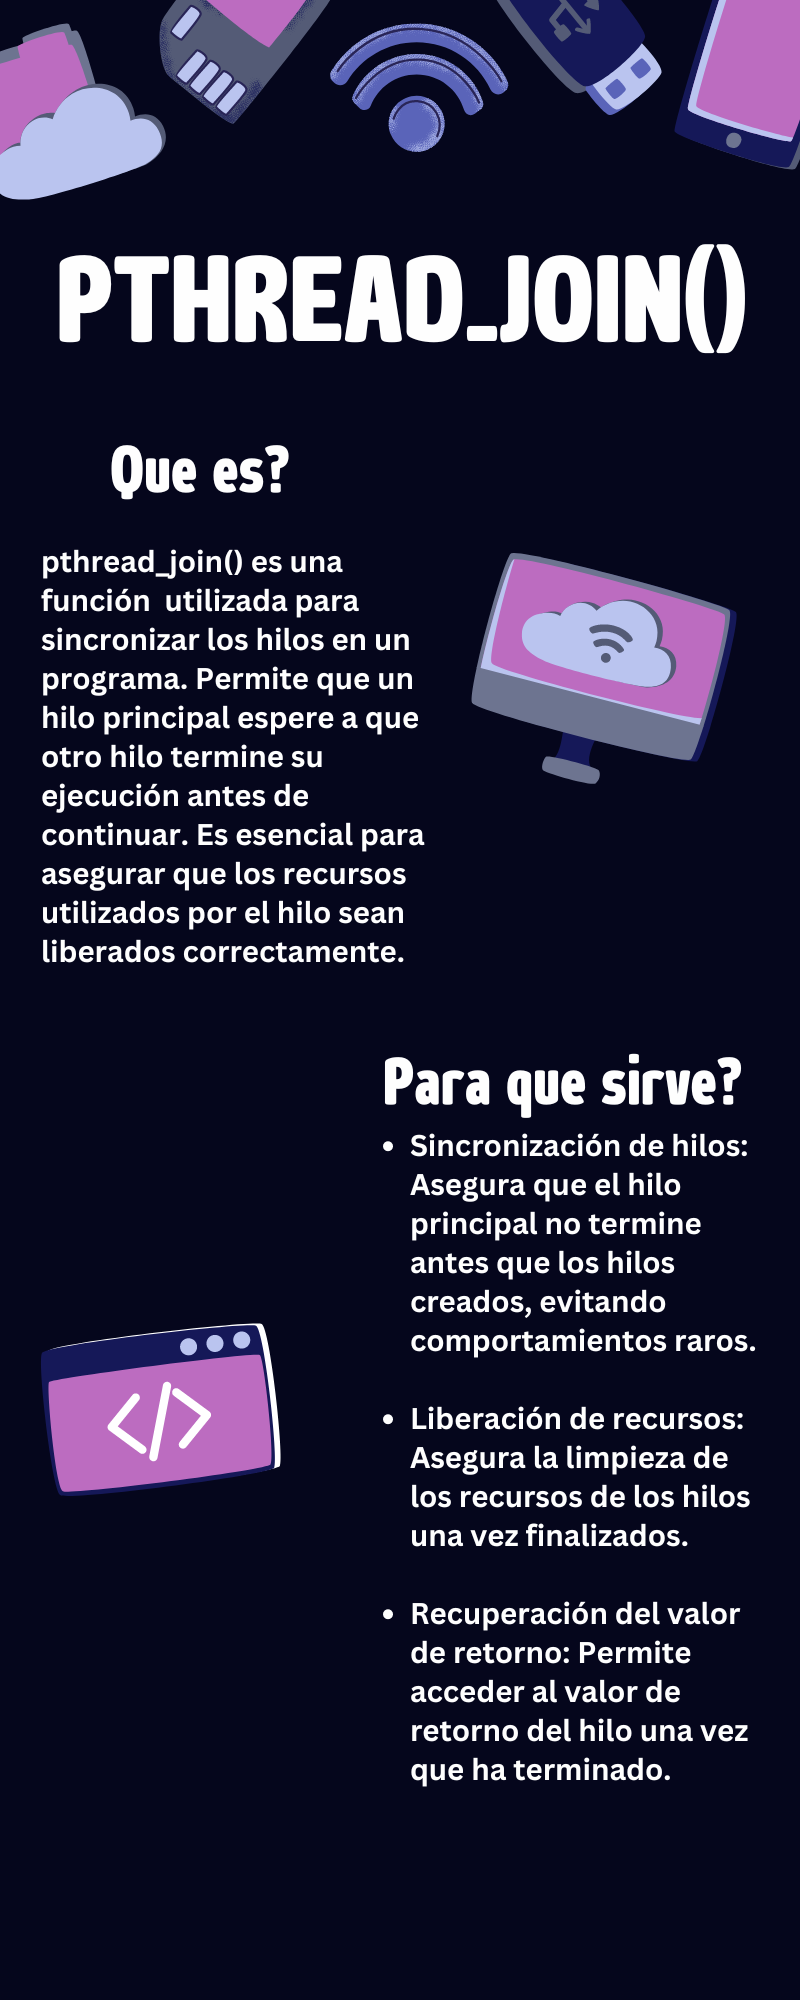 PTHREAD_JOIN()
Que es?
pthread_join() es una
función  utilizada para
sincronizar los hilos en un
programa. Permite que un
hilo principal espere a que
otro hilo termine su
ejecución antes de
continuar. Es esencial para
asegurar que los recursos
utilizados por el hilo sean
liberados correctamente.
Para que sirve?
• Sincronización de hilos:
Asegura que el hilo
principal no termine
antes que los hilos
creados, evitando
comportamientos raros.
• Liberación de recursos:
Asegura la limpieza de
los recursos de los hilos
una vez finalizados.
• Recuperación del valor
de retorno: Permite
acceder al valor de
retorno del hilo una vez
que ha terminado.